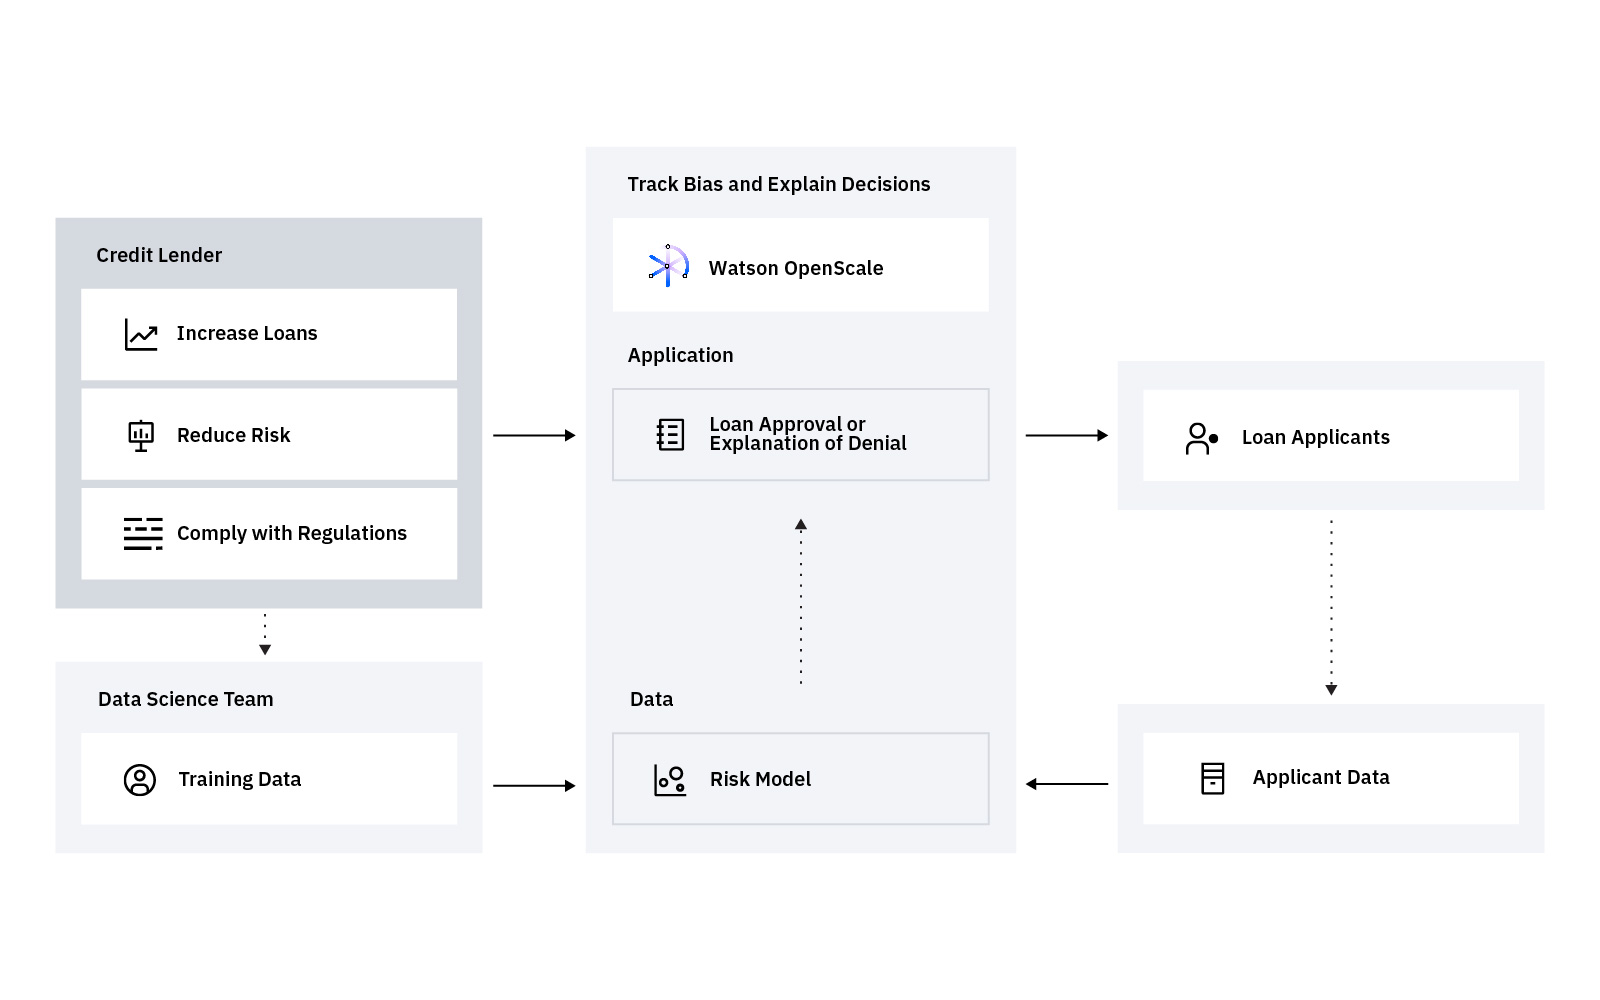 Credit Lender
Increase Loans
Reduce Risk
Comply with Regulations
Data Science Team
Training Data
Track Bias and Explain Decisions
Watson OpenScale
Application
Loan Approval or
Explanation of Denial
Data
Risk Model
Loan Applicants
Applicant Data